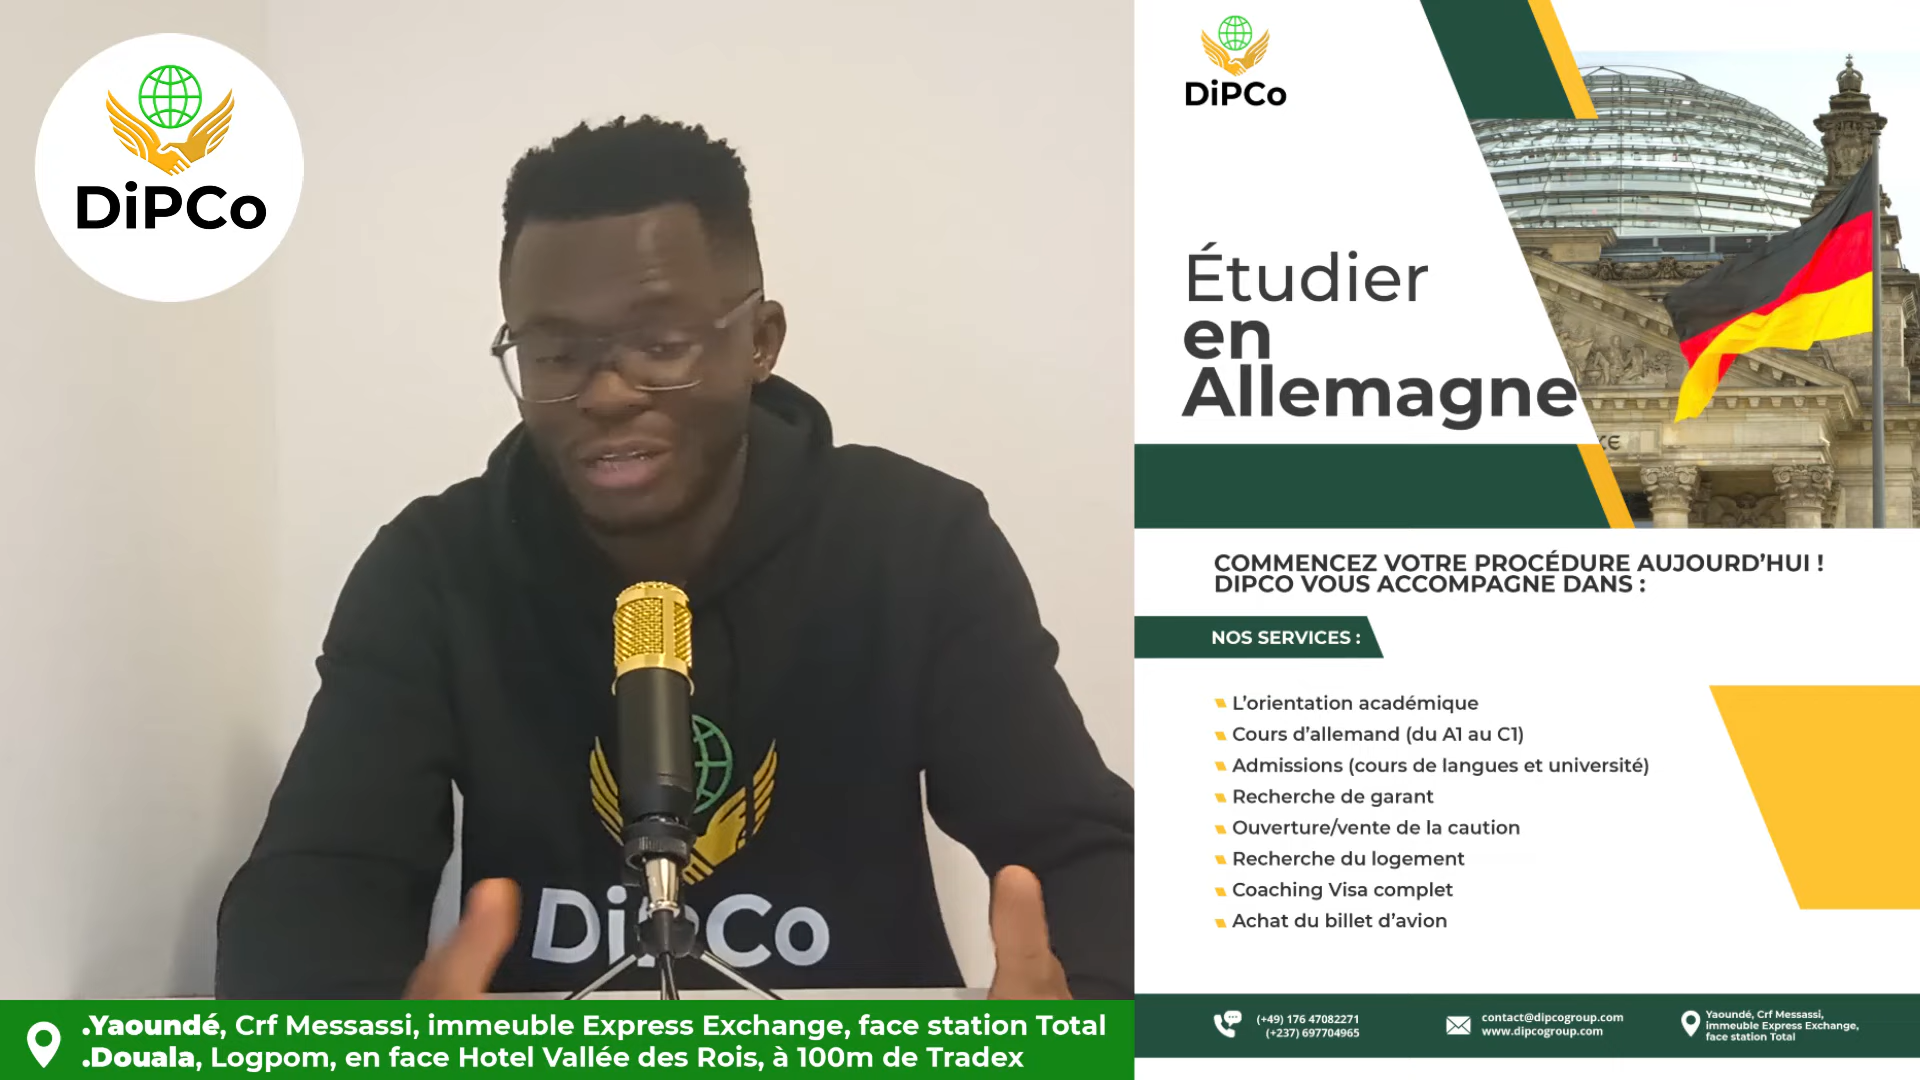 DiPCo
DiPCo
.Yaoundé, Crf Messassi, immeuble Express Exchange, face station Total
.Douala, Logpom, en face Hotel Vallée des Rois, à 100m de Tradex
DiPCo
Étudier
en
Allemagne
COMMENCEZ VOTRE PROCÉDURE AUJOURD’HUI !
DIPCO VOUS ACCOMPAGNE DANS :
NOS SERVICES :
L’orientation académique
Cours d’allemand (du A1 au C1)
Admissions (cours de langues et université)
Recherche de garant
Ouverture/vente de la caution
Recherche du logement
Coaching Visa complet
Achat du billet d’avion
(+49) 176 47082271
(+237) 697704965
contact@dipcogroup.com
www.dipcogroup.com
Yaoundé, Crf Messassi,
immeuble Express Exchange,
face station Total